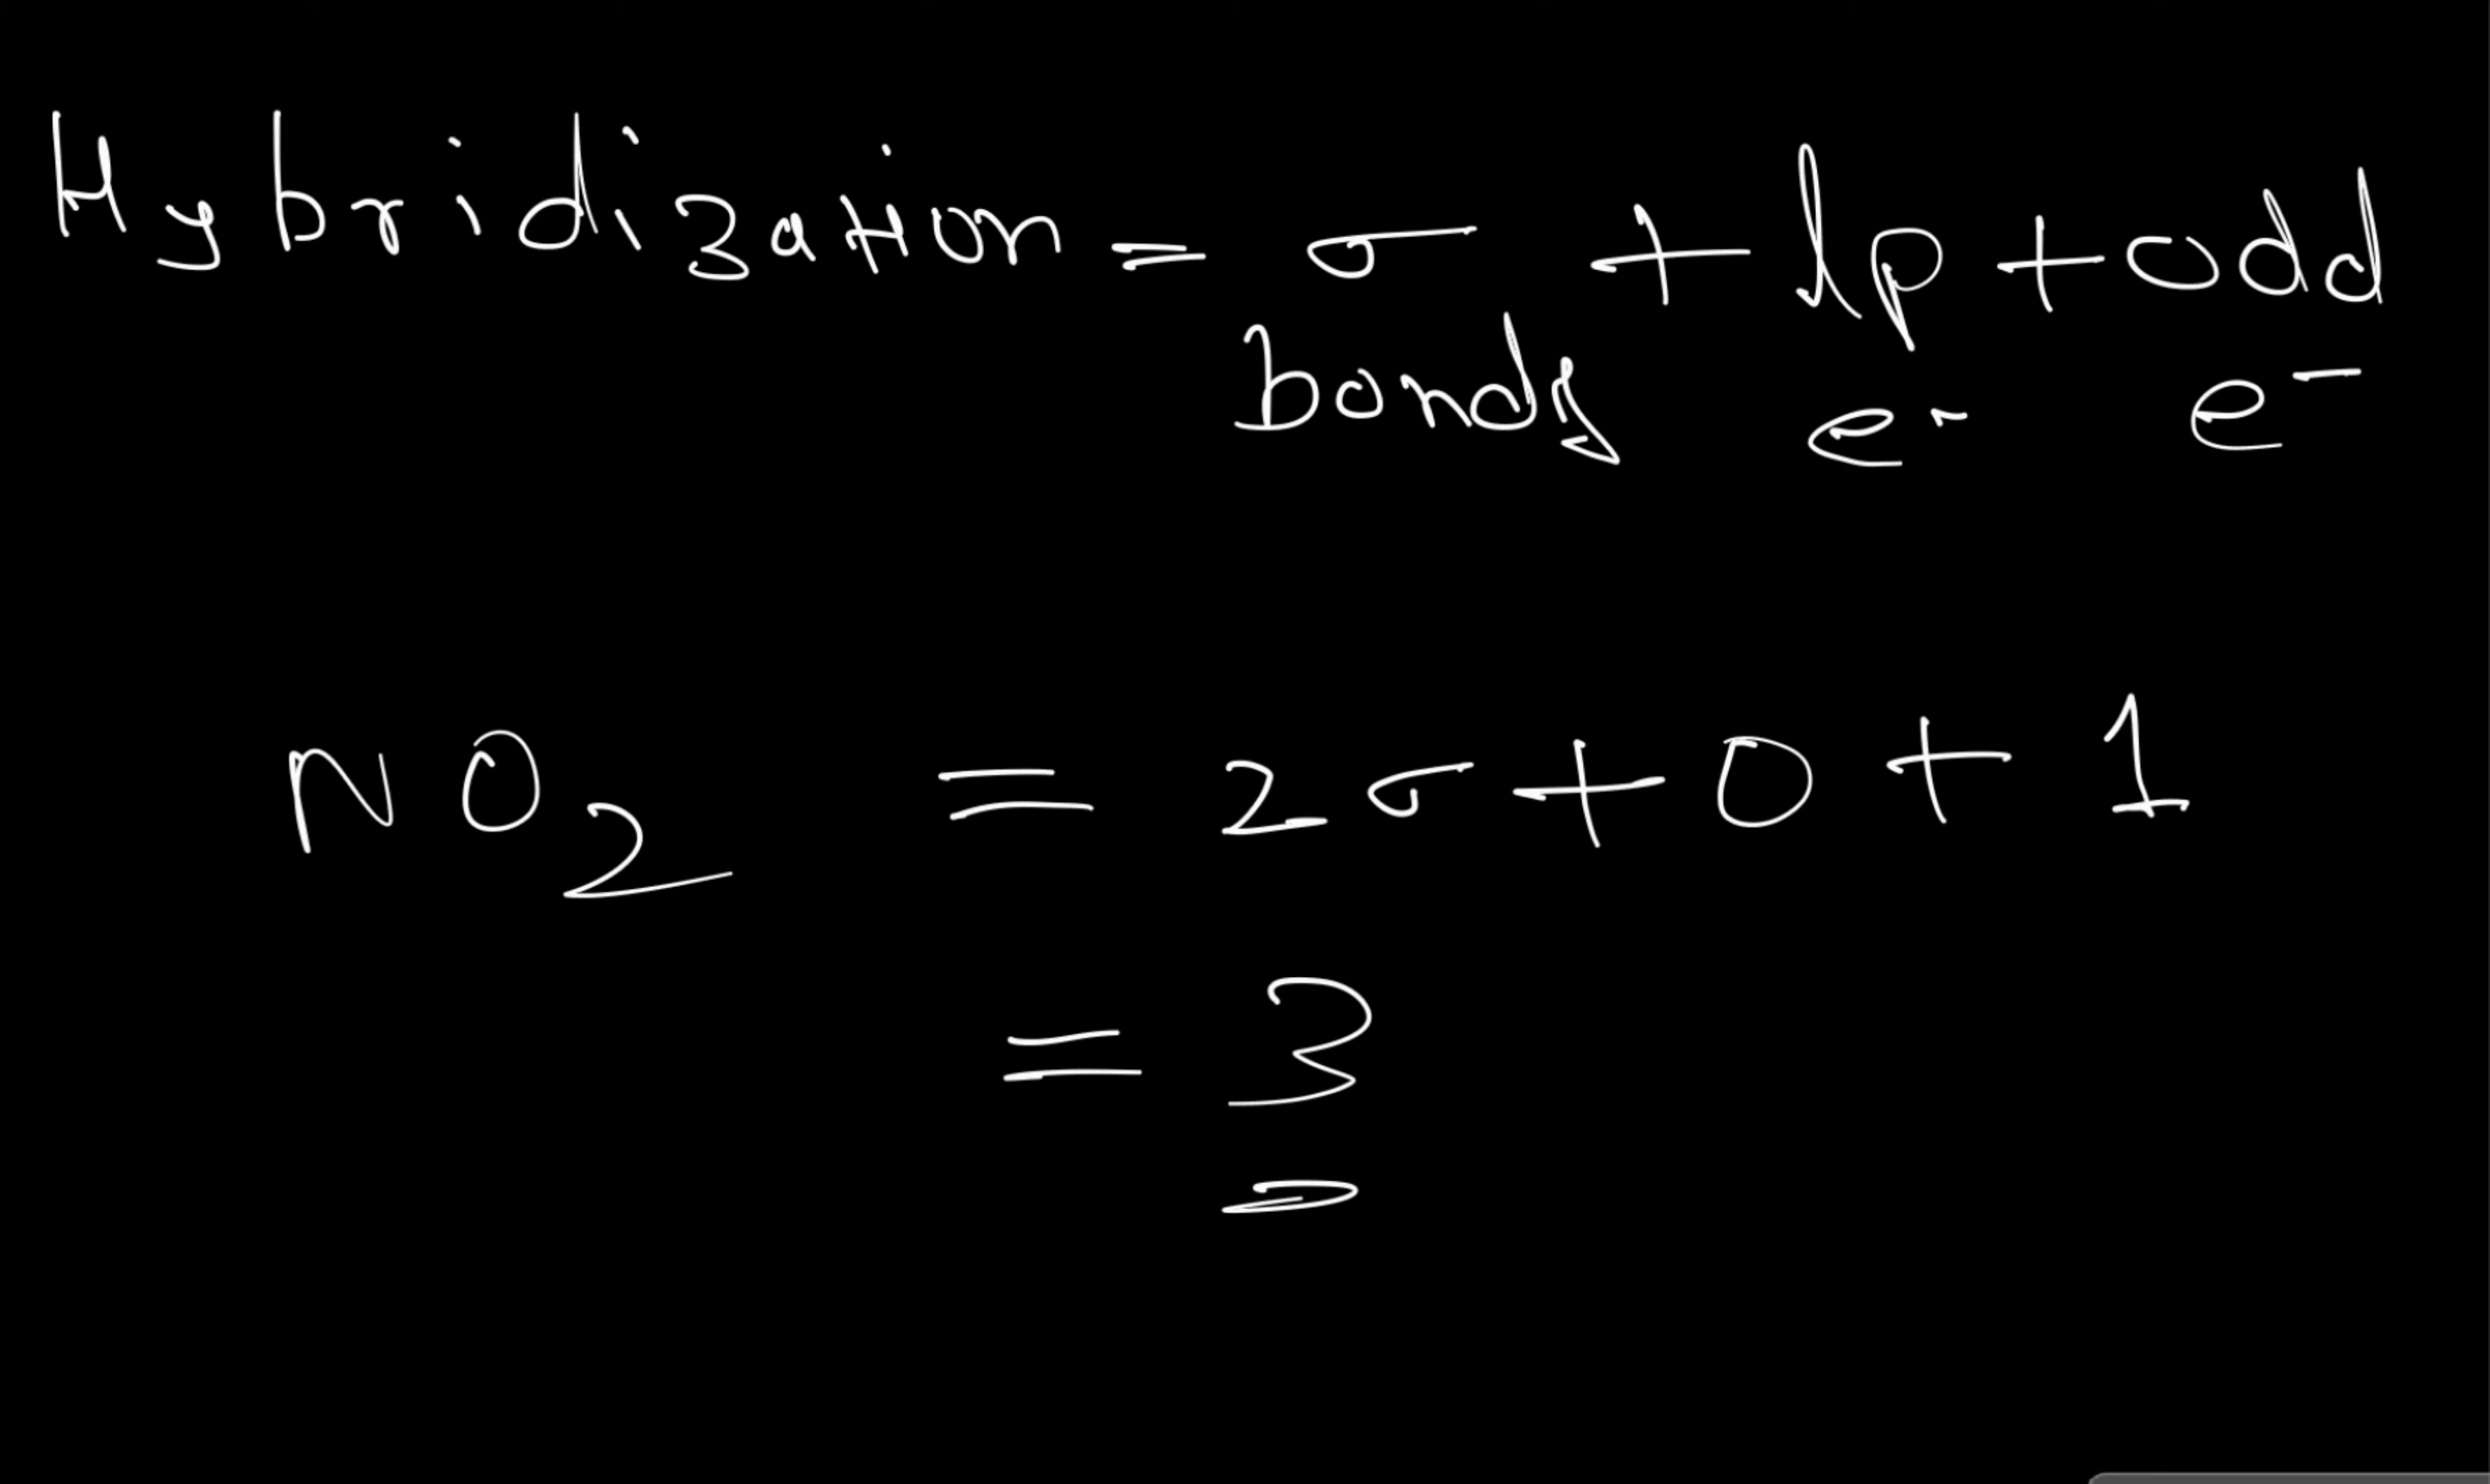 Hybridization = σ + lp + odd
bonds e⁻ e⁻
NO₂ = 2σ + 0 + 1
= 3